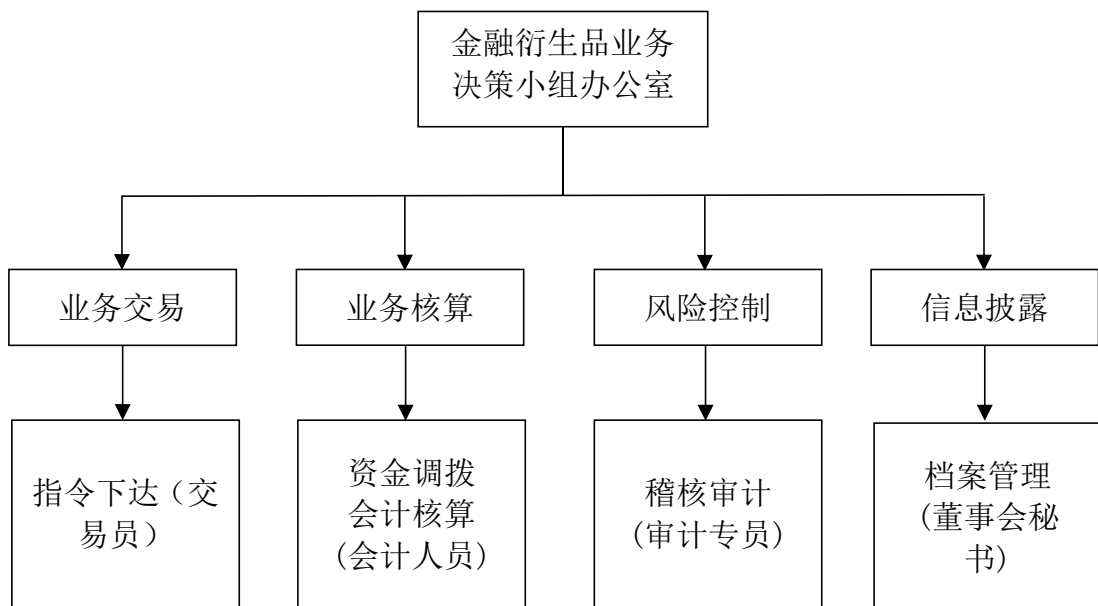 金融衍生品业务
决策小组办公室
业务交易
业务核算
风险控制
信息披露
指令下达（交
易员）
资金调拨
会计核算
(会计人员)
稽核审计
(审计专员)
档案管理
(董事会秘
书)